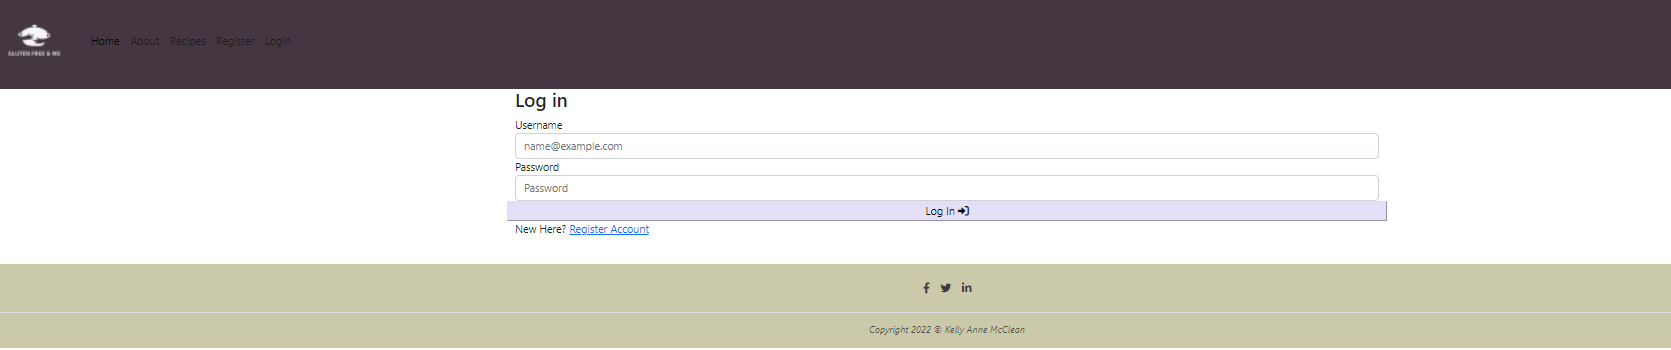 GLUTEN FREE & ME
Home About Recipes Register Login
Log in
Username
name@example.com
Password
Password
Log In
New Here? Register Account
Copyright 2022 © Kelly Anne McClean